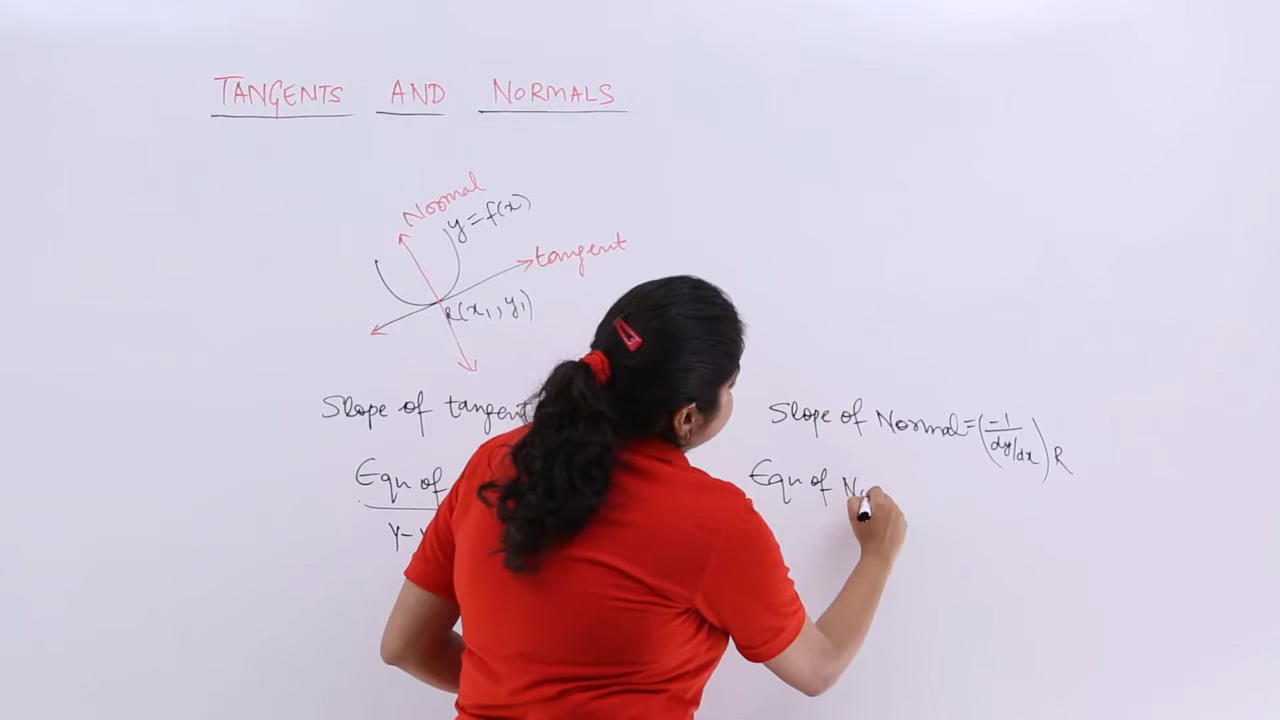 TANGENTS AND NORMALS
Normal
y=f(x)
tangent
R(x₁, y₁)
Slope of tangent
Slope of Normal=(-1/dy/dx)R
Eqn of
Eqn of
y-